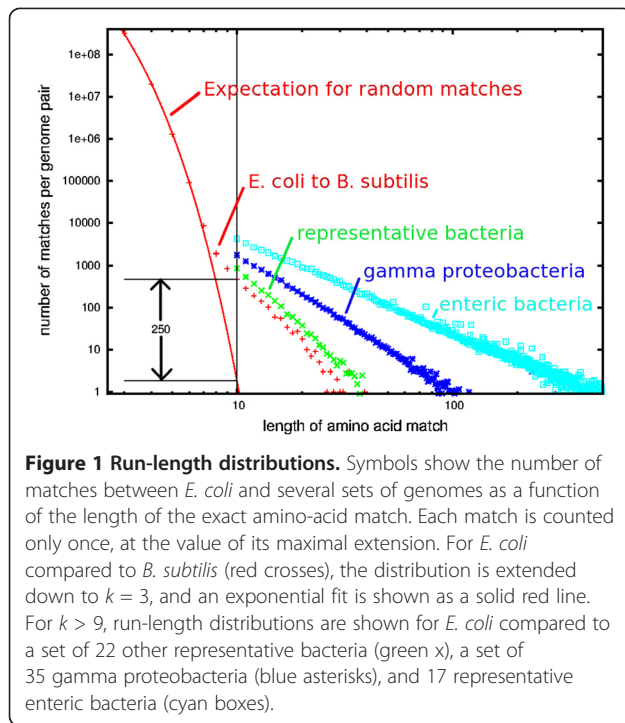 1e+08
1e+07
1e+06
100000
10000
1000
100
10
1
number of matches per genome pair
Expectation for random matches
E. coli to B. subtilis
representative bacteria
gamma proteobacteria
enteric bacteria
250
10
100
length of amino acid match
Figure 1 Run-length distributions. Symbols show the number of
matches between E. coli and several sets of genomes as a function
of the length of the exact amino-acid match. Each match is counted
only once, at the value of its maximal extension. For E. coli
compared to B. subtilis (red crosses), the distribution is extended
down to k = 3, and an exponential fit is shown as a solid red line.
For k > 9, run-length distributions are shown for E. coli compared to
a set of 22 other representative bacteria (green x), a set of
35 gamma proteobacteria (blue asterisks), and 17 representative
enteric bacteria (cyan boxes).